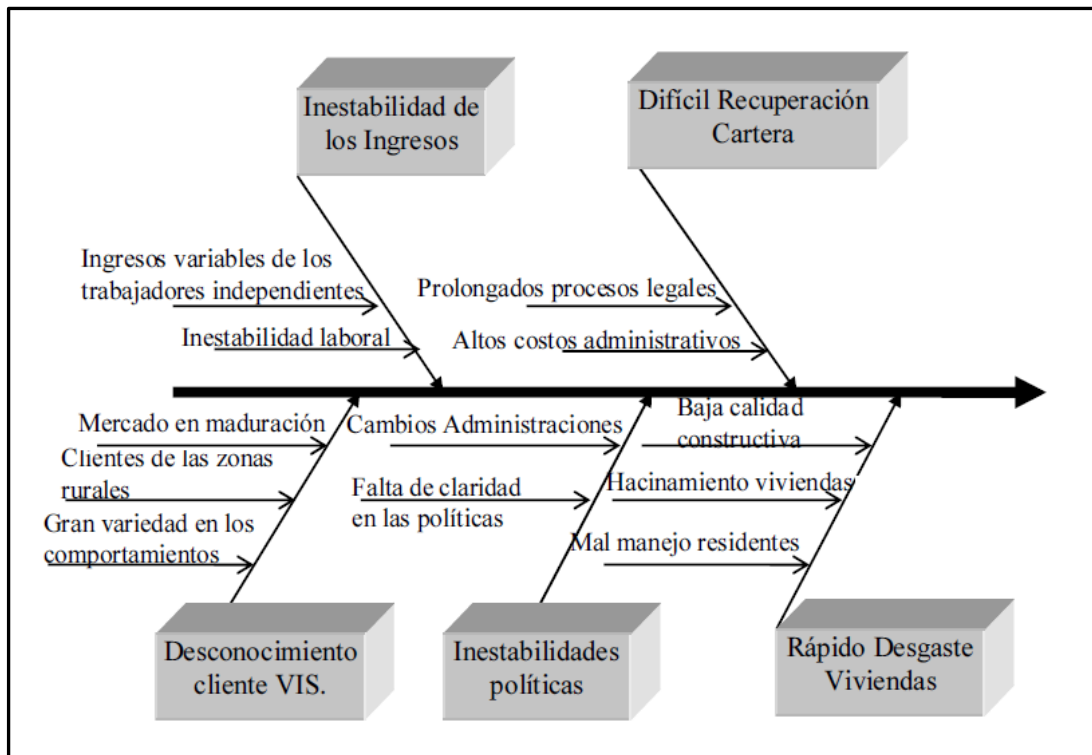 Inestabilidad de
los Ingresos
Difícil Recuperación
Cartera
Ingresos variables de los
trabajadores independientes
Inestabilidad laboral
Prolongados procesos legales
Altos costos administrativos
Mercado en maduración
Clientes de las zonas
rurales
Gran variedad en los
comportamientos
Cambios Administraciones
Falta de claridad
en las políticas
Baja calidad
constructiva
Hacinamiento viviendas
Mal manejo residentes
Desconocimiento
cliente VIS.
Inestabilidades
políticas
Rápido Desgaste
Viviendas